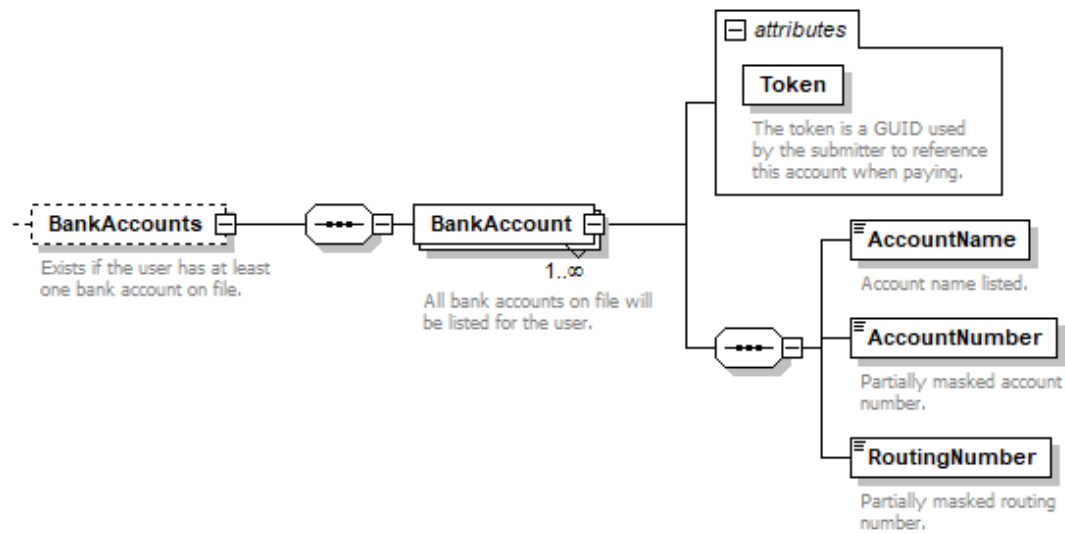 attributes
Token
The token is a GUID used
by the submitter to reference
this account when paying.
BankAccounts
Exists if the user has at least
one bank account on file.
BankAccount
1..∞
All bank accounts on file will
be listed for the user.
AccountName
Account name listed.
AccountNumber
Partially masked account
number.
RoutingNumber
Partially masked routing
number.